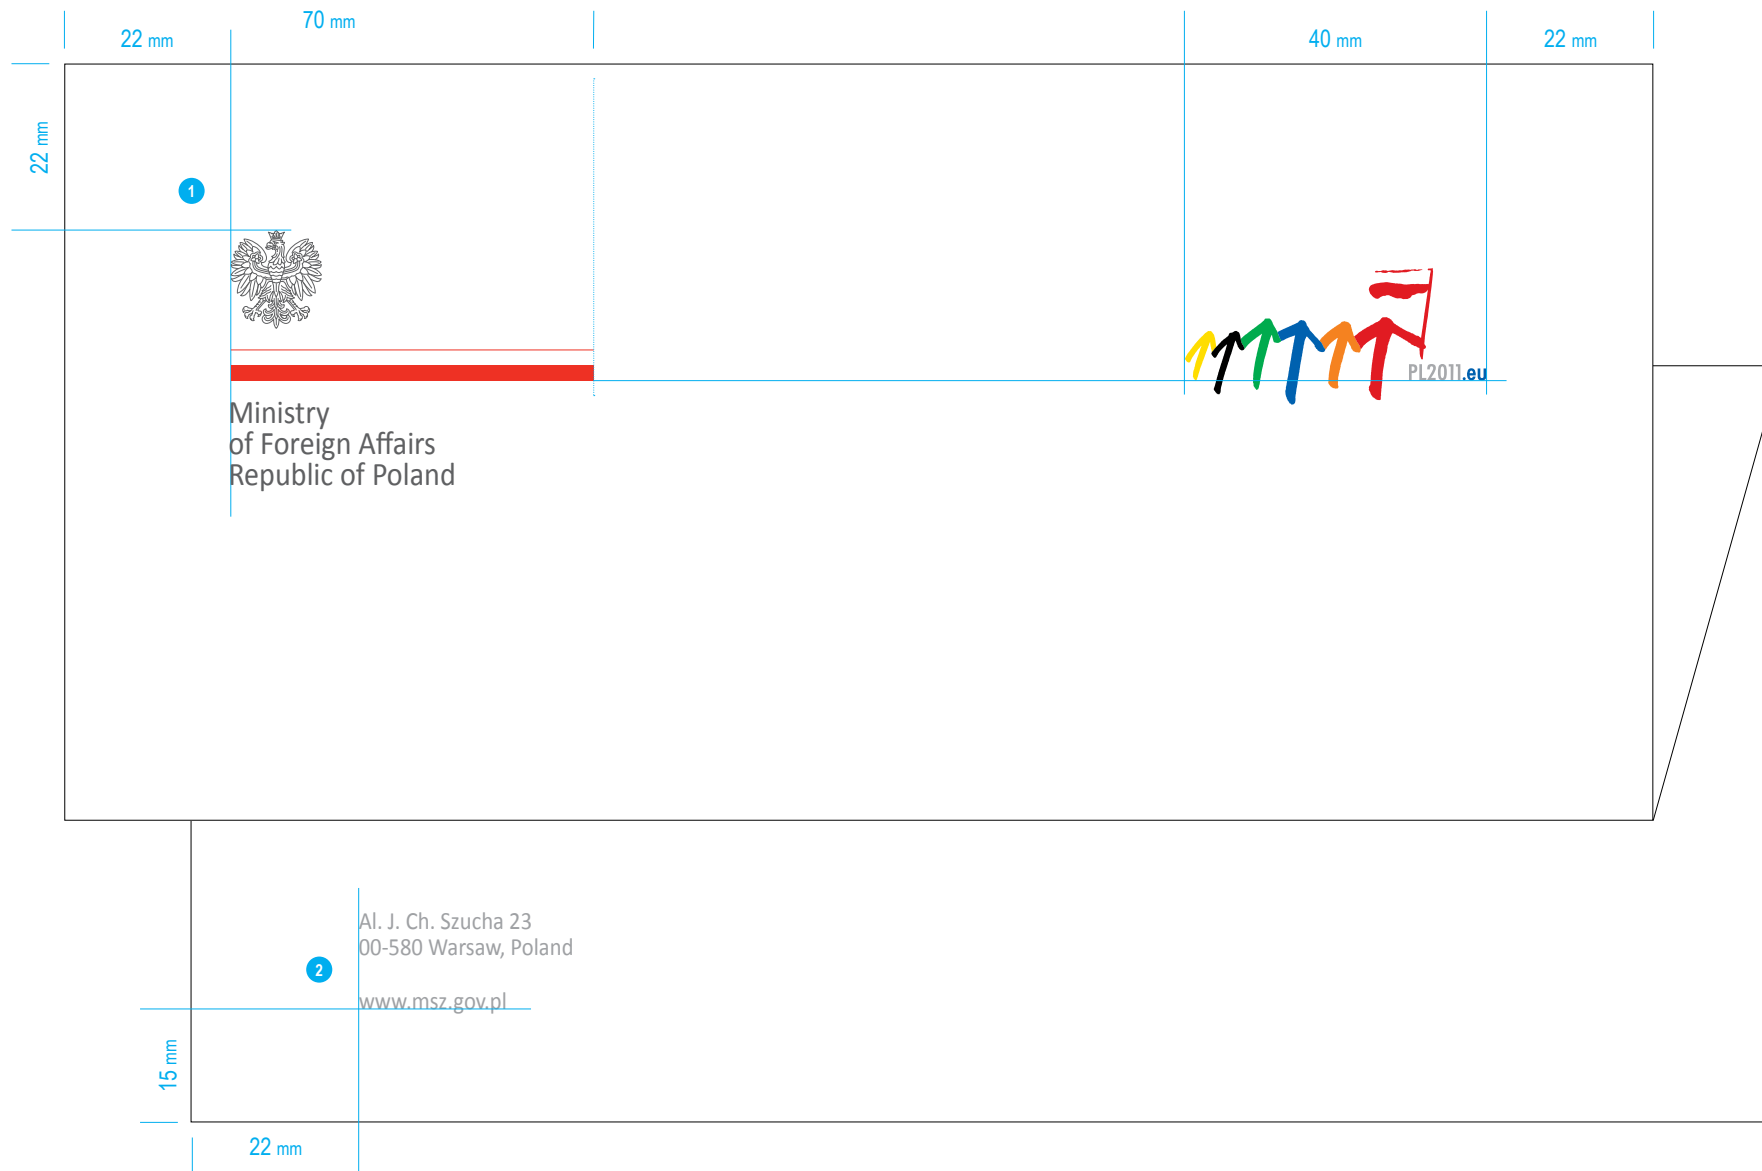 70 mm
22 mm
40 mm
22 mm
22 mm
1
PL2011.eu
Ministry
of Foreign Affairs
Republic of Poland
Al. J. Ch. Szucha 23
00-580 Warsaw, Poland
2
www.msz.gov.pl
15 mm
22 mm